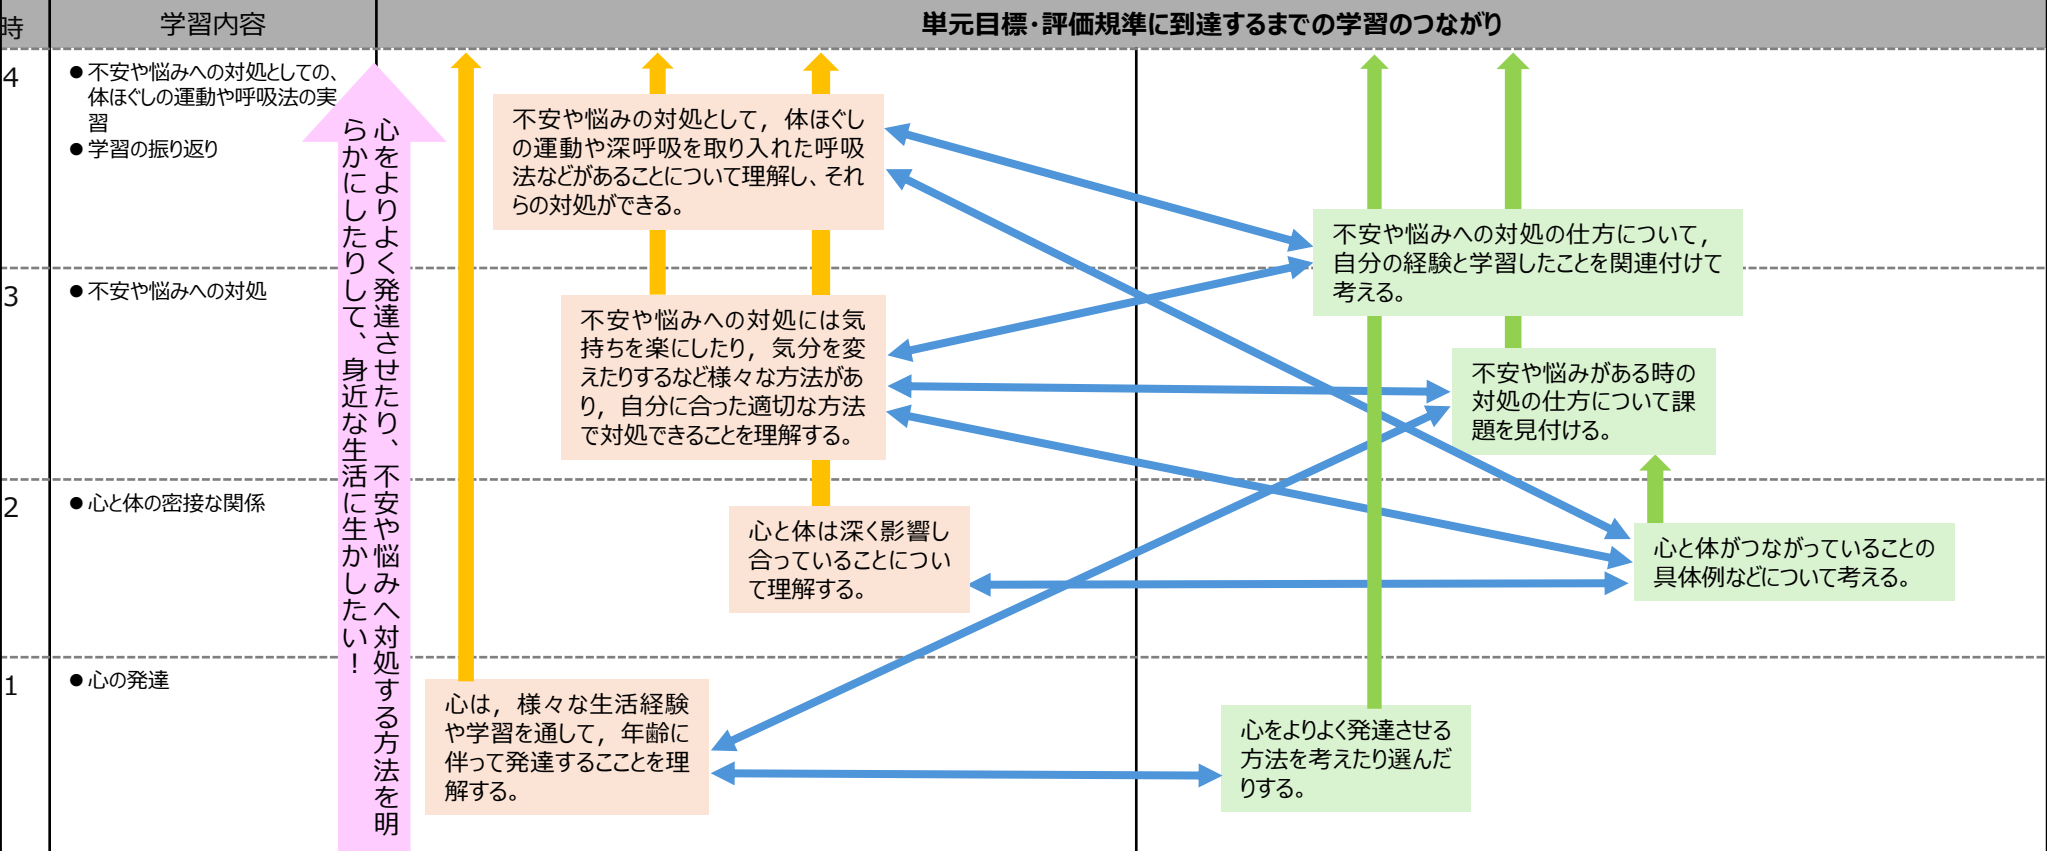 時
学習内容
単元目標・評価規準に到達するまでの学習のつながり
4
●不安や悩みへの対処としての、
体ほぐしの運動や呼吸法の実
習
●学習の振り返り
心をよりよく発達させたり、不安や悩みへ対処する方法を明
らかにしたりして、身近な生活に生かしたい！
不安や悩みの対処として，体ほぐし
の運動や深呼吸を取り入れた呼吸
法などがあることについて理解し、それ
らの対処ができる。
不安や悩みへの対処の仕方について，
自分の経験と学習したことを関連付けて
考える。
3
●不安や悩みへの対処
不安や悩みへの対処には気
持ちを楽にしたり，気分を変
えたりするなど様々な方法があ
り，自分に合った適切な方法
で対処できることを理解する。
不安や悩みがある時の
対処の仕方について課
題を見付ける。
2
●心と体の密接な関係
心と体は深く影響し
合っていることについ
て理解する。
心と体がつながっていることの
具体例などについて考える。
1
●心の発達
心は，様々な生活経験
や学習を通して，年齢に
伴って発達するこことを理
解する。
心をよりよく発達させる
方法を考えたり選んだ
りする。